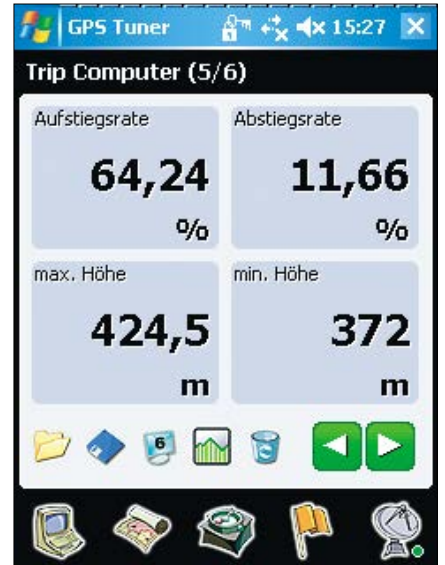 GPS Tuner 15:27
Trip Computer (5/6)
Aufstiegsrate Abstiegsrate
64,24 11,66
% %
max. Höhe min. Höhe
424,5 372
m m
6